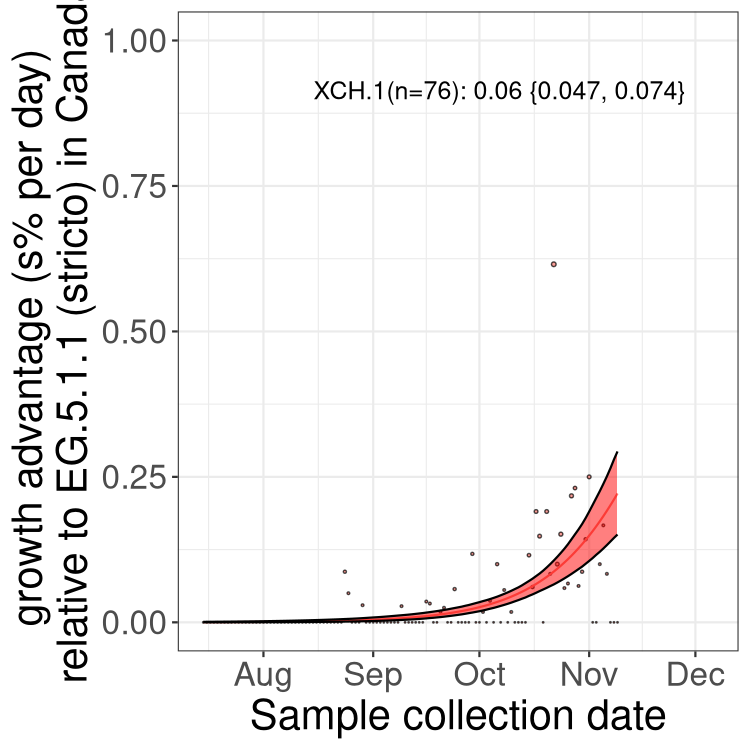 growth advantage (s% per day)
relative to EG.5.1.1 (stricto) in Canad
1.00
0.75
0.50
0.25
0.00
XCH.1(n=76): 0.06 {0.047, 0.074}
Aug Sep Oct Nov Dec
Sample collection date